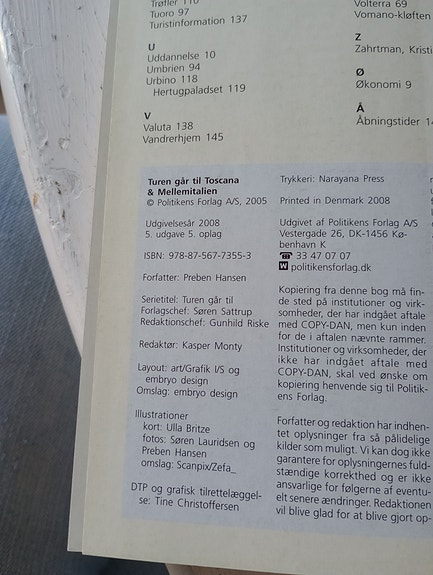 Trøfler 110
Tuoro 97
Turistinformation 137
U
Uddannelse 10
Umbrien 94
Urbino 118
Hertugpaladset 119
V
Valuta 138
Vandrerhjem 145
Volterra 69
Vomano-kløften
Z
Zahrtman, Kristi
Ø
Økonomi 9
Å
Åbningstider 14
Turen går til Toscana
& Mellemitalien
© Politikens Forlag A/S, 2005
Udgivelsesår 2008
5. udgave 5. oplag
ISBN: 978-87-567-7355-3
Forfatter: Preben Hansen
Serietitel: Turen går til
Forlagschef: Søren Sattrup
Redaktionschef: Gunhild Riske
Redaktør: Kasper Monty
Layout: art/Grafik I/S og
embryo design
Omslag: embryo design
Illustrationer
kort: Ulla Britze
fotos: Søren Lauridsen og
Preben Hansen
omslag: Scanpix/Zefa_
DTP og grafisk tilrettelæggel-
se: Tine Christoffersen
Trykkeri: Narayana Press
Printed in Denmark 2008
Udgivet af Politikens Forlag A/S
Vestergade 26, DK-1456 Kø-
benhavn K
☎ 33 47 07 07
W politikensforlag.dk
Kopiering fra denne bog må fin-
de sted på institutioner og virk-
somheder, der har indgået aftale
med COPY-DAN, men kun inden
for de i aftalen nævnte rammer.
Institutioner og virksomheder, der
ikke har indgået aftale med
COPY-DAN, skal ved ønske om
kopiering henvende sig til Politik-
ens Forlag.
Forfatter og redaktion har indhen-
tet oplysninger fra så pålidelige
kilder som muligt. Vi kan dog ikke
garantere for oplysningernes fuld-
stændige korrekthed og er ikke
ansvarlige for følgerne af eventu-
elt senere ændringer. Redaktionen
vil blive glad for at blive gjort op-